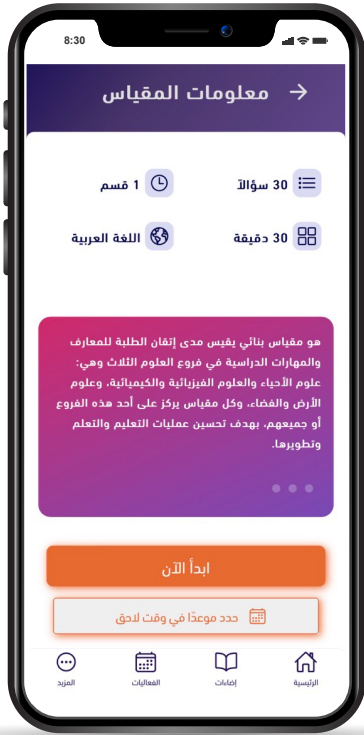 8:30
معلومات المقياس
30 سؤالاً
1 قسم
30 دقيقة
اللغة العربية
هو مقياس بنائي يقيس مدى إتقان الطلبة للمعارف
والمهارات الدراسية في فروع العلوم الثلاث وهي:
علوم الأحياء والعلوم الفيزيائية والكيميائية، وعلوم
الأرض والفضاء، وكل مقياس يركز على أحد هذه الفروع
أو جميعهم، بهدف تحسين عمليات التعليم والتعلم
وتطويرها.
ابدأ الآن
حدد موعدًا في وقت لاحق
الرئيسية
إضاءات
الفعاليات
المزيد